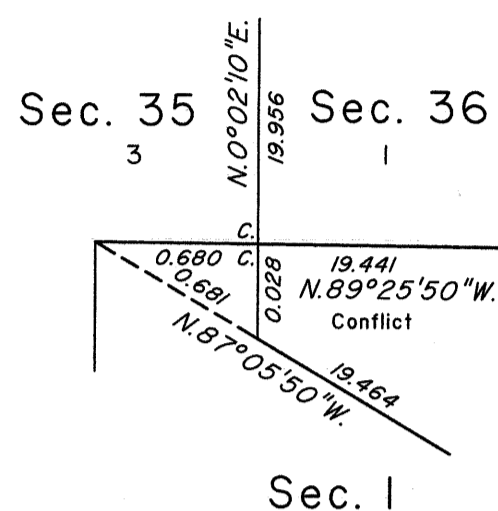 N.0°02'10"E.
Sec. 35
19.956
Sec. 36
3
1
C.
0.680
C.
19.441
0.681
0.028
N.89°25'50"W.
Conflict
N.87°05'50"W.
19.464
Sec. 1